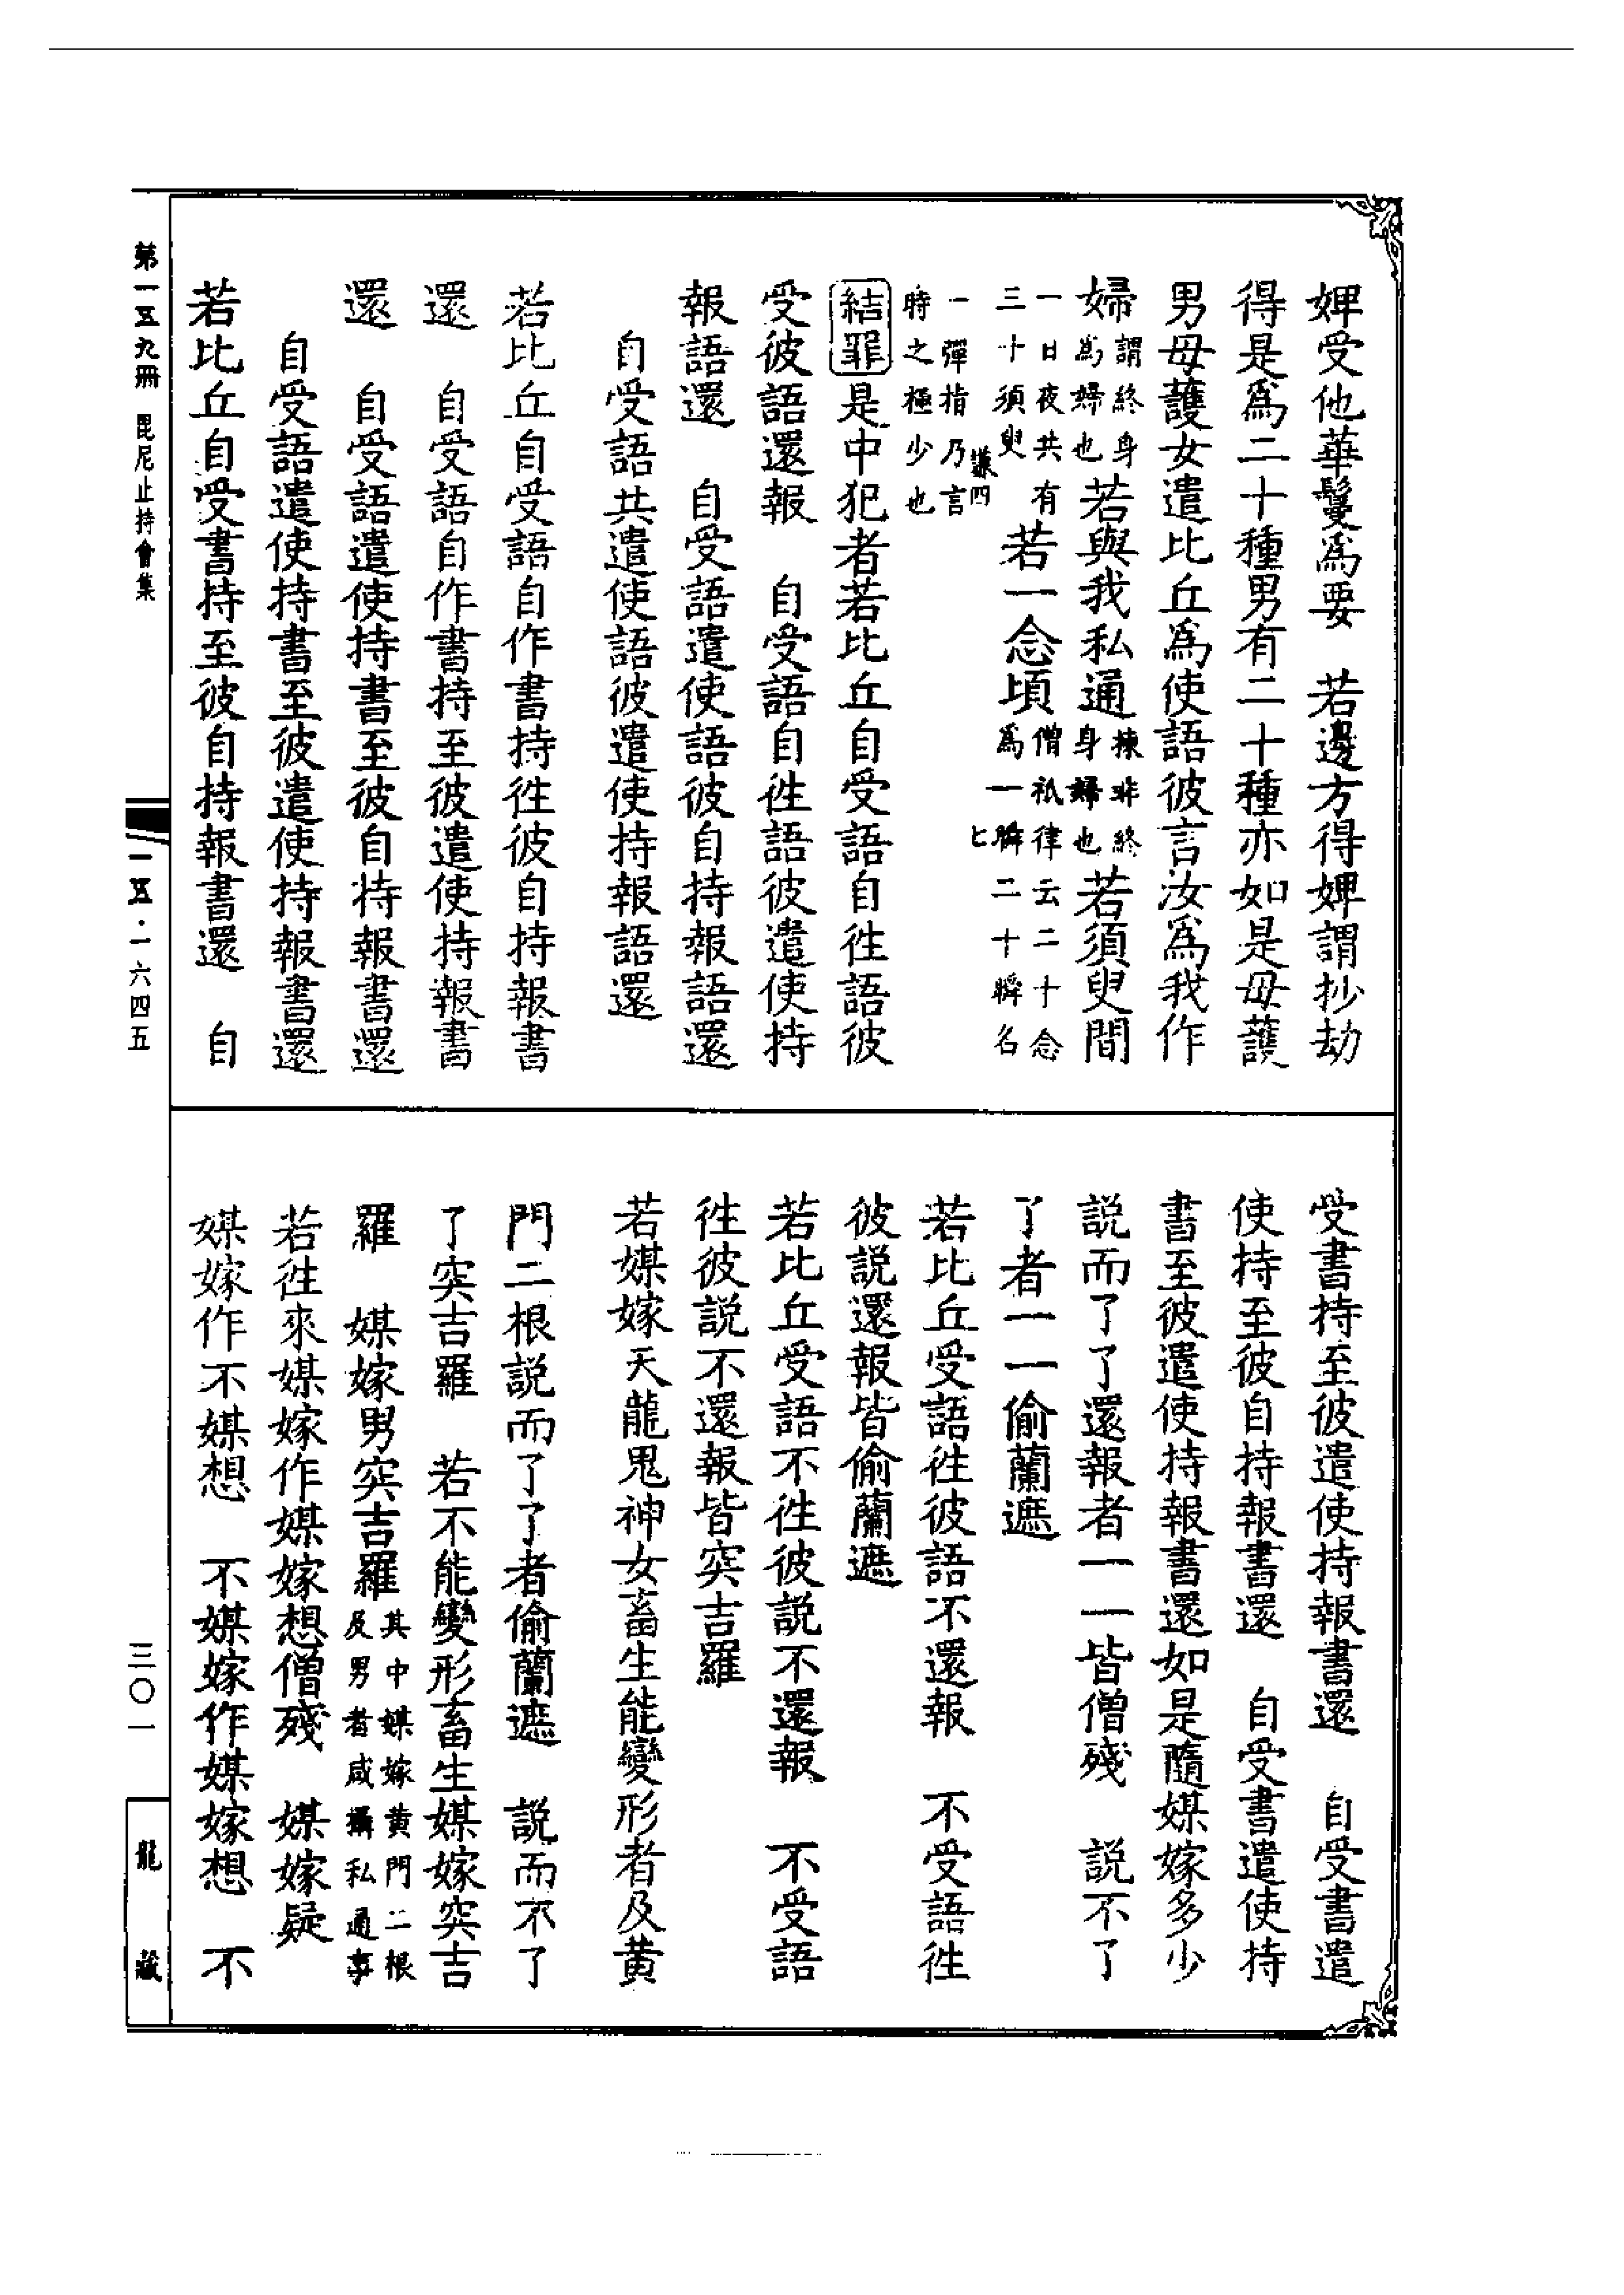 婢受他華鬘爲要　若邊方得婢謂抄劫
得是爲二十種男有二十種亦如是母護
男母護女遣比丘爲使語彼言汝爲我作
婦謂終身爲婦也若與我私通揀非終身婦也若須臾間
一日夜共有三十須臾若一念頃僧祇律云二十念爲一瞬二十瞬名
謙四　七
一彈指乃言時之極少也
結罪是中犯者若比丘自受語自往語彼
受彼語還報　自受語自往語彼遣使持
報語還　自受語遣使語彼自持報語還
自受語共遣使語彼遣使持報語還
若比丘自受語自作書持往彼自持報書
還　自受語自作書持至彼遣使持報書
還　自受語遣使持書至彼自持報書還
自受語遣使持書至彼遣使持報書還
若比丘自受書持至彼自持報書還　自
受書持至彼遣使持報書還　自受書遣
使持至彼自持報書還　自受書遣使持
書至彼遣使持報書還如是隨媒嫁多少
説而了了還報者一一皆僧殘　説不了
了者一一偷蘭遮
若比丘受語往彼語不還報　不受語往
彼説還報皆偷蘭遮
若比丘受語不往彼説不還報　不受語
往彼説不還報皆突吉羅
若媒嫁天龍鬼神女畜生能變形者及黄
門二根説而了了者偷蘭遮　説而不了
了突吉羅　若不能變形畜生媒嫁突吉
羅　媒嫁男突吉羅其中媒嫁黄門二根及男者咸攝私通事
若往來媒嫁作媒嫁想僧殘　媒嫁疑
媒嫁作不媒想　不媒嫁作媒嫁想　不
第一五九冊　毘尼止持會集　一五·一六四五　三〇一　龍藏